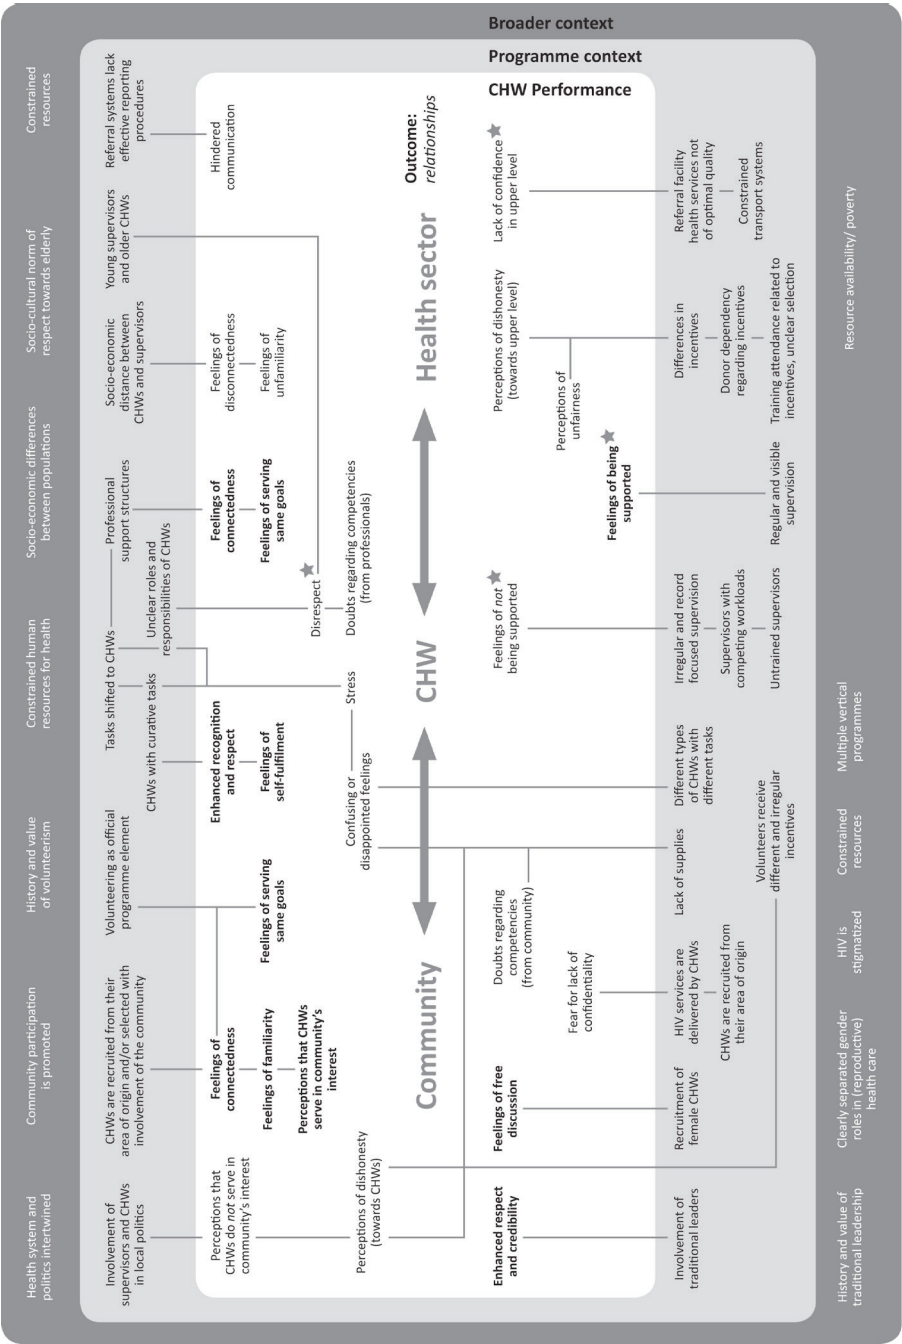 Broader context
Programme context
CHW Performance
Outcome:
relationships
Health system and
politics intertwined
Community participation
is promoted
History and value
of volunteerism
Constrained human
resources for health
Socio-economic differences
between populations
Socio-cultural norm of
respect towards elderly
Constrained
resources
Involvement of
supervisors and CHWs
in local politics
CHWs are recruited from their
area of origin and/or selected with
involvement of the community
Volunteering as official
programme element
Tasks shifted to CHWs
CHWs with curative tasks
Professional
support structures
Unclear roles and
responsibilities of CHWs
Socio-economic
distance between
CHWs and supervisors
Young supervisors
and older CHWs
Referral systems lack
effective reporting
procedures
Perceptions that
CHWs do not serve in
community's interest
Feelings of
connectedness
Feelings of familiarity
Perceptions that CHWs
serve in community's
interest
Feelings of serving
same goals
Enhanced recognition
and respect
Feelings of
self-fulfilment
Feelings of
connectedness
Feelings of serving
same goals
Feelings of
disconnectedness
Feelings of
unfamiliarity
Hindered
communication
Perceptions of dishonesty
(towards CHWs)
Confusing or
disappointed feelings
Stress
Disrespect
Doubts regarding competencies
(from professionals)
Community
CHW
Health sector
Enhanced respect
and credibility
Feelings of free
discussion
Fear for lack of
confidentiality
Doubts regarding
competencies
(from community)
Feelings of not
being supported
Feelings of being
supported
Perceptions of
unfairness
Perceptions of dishonesty
(towards upper level)
Lack of confidence
in upper level
Involvement of
traditional leaders
Recruitment of
female CHWs
HIV services are
delivered by CHWs
CHWs are recruited from
their area of origin
Lack of supplies
Volunteers receive
different and irregular
incentives
Different types
of CHWs with
different tasks
Irregular and record
focused supervision
Supervisors with
competing workloads
Untrained supervisors
Regular and visible
supervision
Differences in
incentives
Donor dependency
regarding incentives
Training attendance related to
incentives, unclear selection
Referral facility
health services not
of optimal quality
Constrained
transport systems
History and value of
traditional leadership
Clearly separated gender
roles in (reproductive)
health care
HIV is
stigmatized
Constrained
resources
Multiple vertical
programmes
Resource availability/ poverty